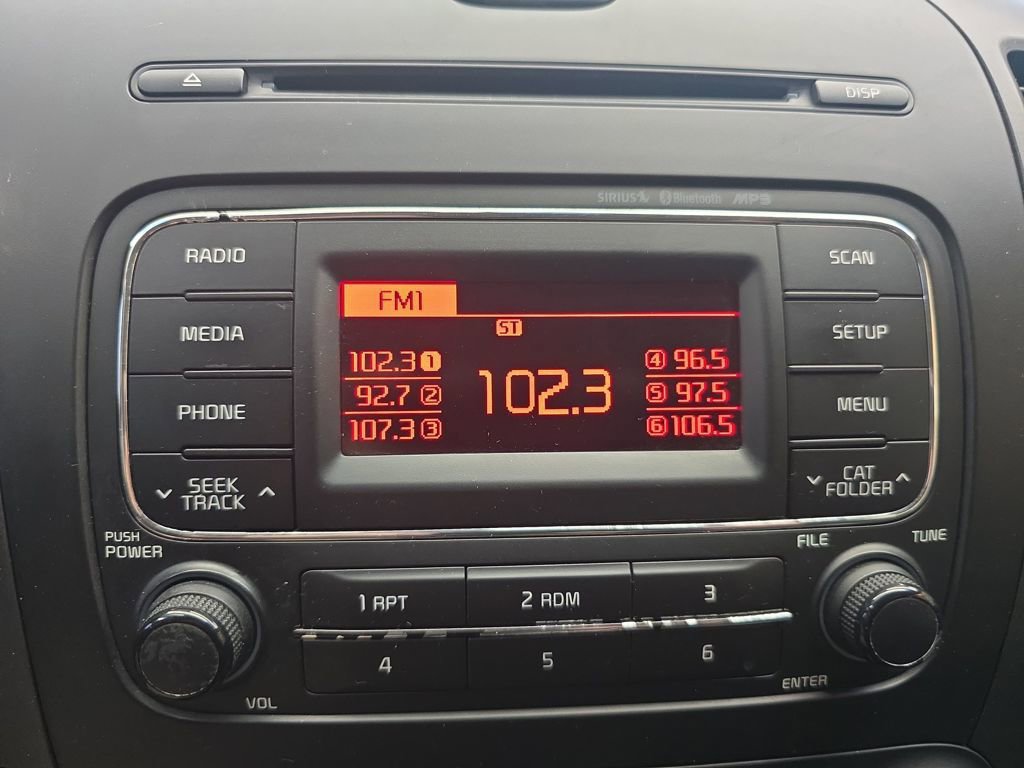 DISP
SIRIUS Bluetooth MP3
RADIO
MEDIA
PHONE
SEEK
TRACK
FM1
ST
102.3 1
92.7 2
107.3 3
102.3
4 96.5
5 97.5
6 106.5
SCAN
SETUP
MENU
CAT
FOLDER
PUSH
POWER
VOL
1 RPT
2 RDM
3
4
5
6
FILE
TUNE
ENTER